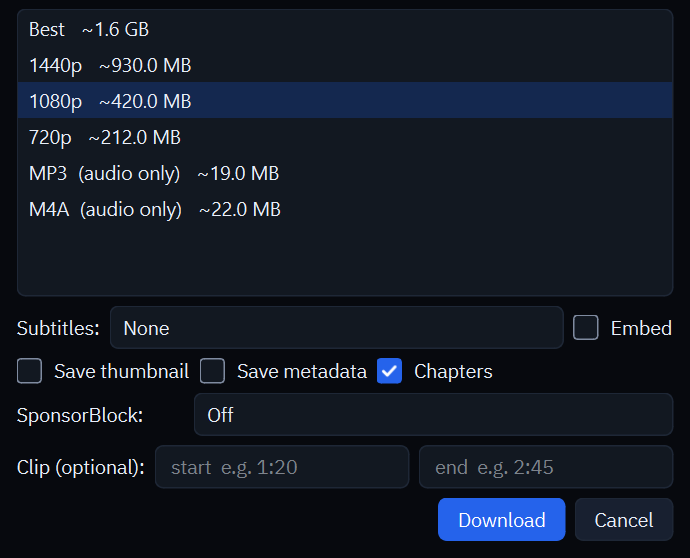 Best ~1.6 GB
1440p ~930.0 MB
1080p ~420.0 MB
720p ~212.0 MB
MP3 (audio only) ~19.0 MB
M4A (audio only) ~22.0 MB
Subtitles: None Embed
Save thumbnail Save metadata Chapters
SponsorBlock: Off
Clip (optional): start e.g. 1:20 end e.g. 2:45
Download Cancel